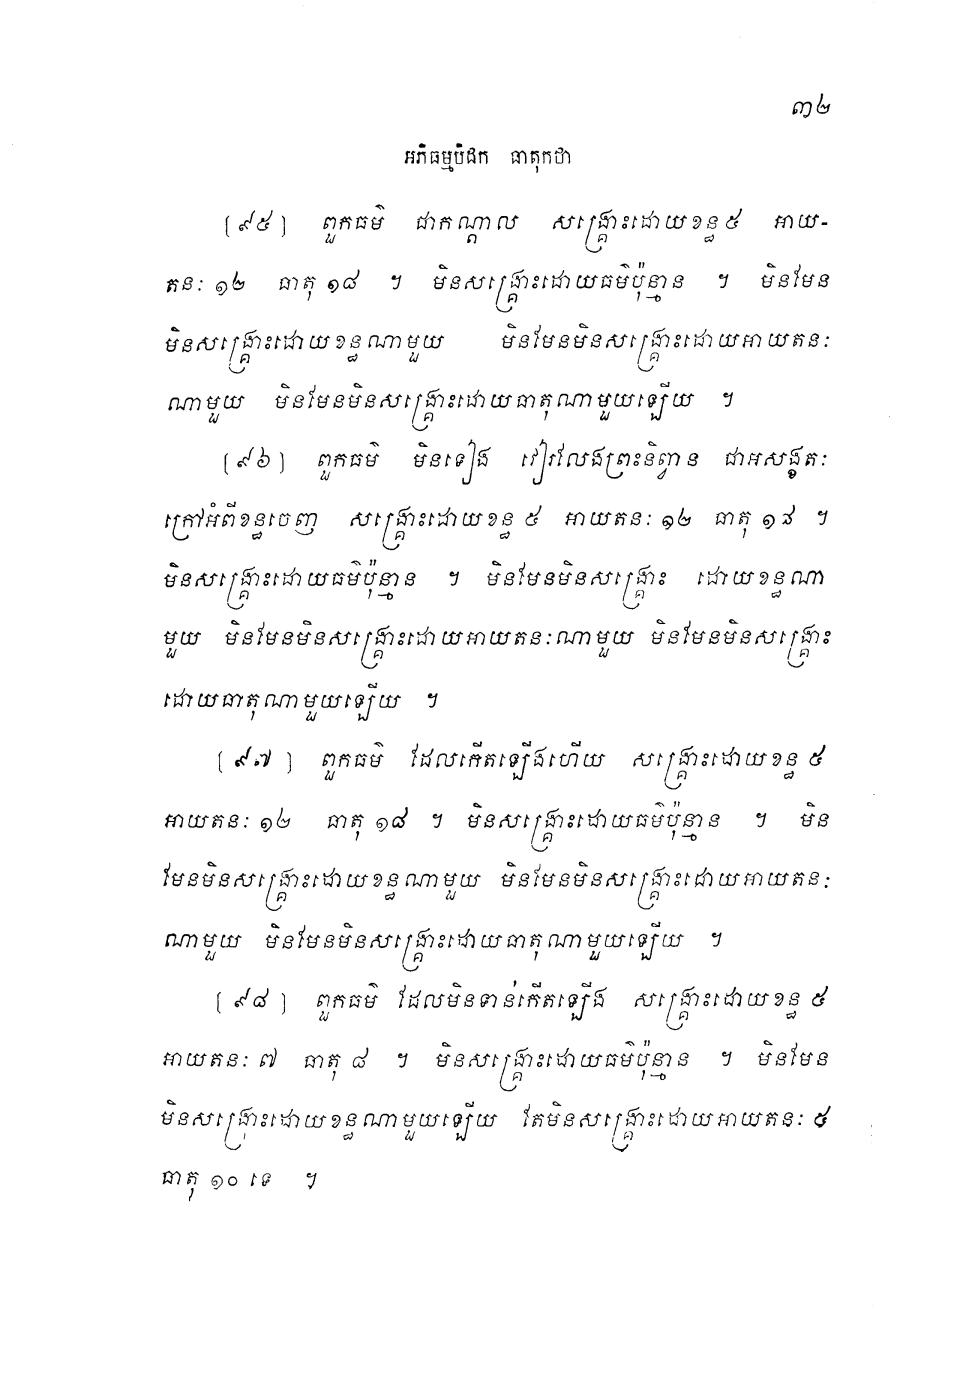 ៣២
អភិធម្មបិដក ធាតុកថា
[៩៥] ពួកធម៌ ជាកណ្តាល សង្គ្រោះដោយខន្ធ៥ អាយ-
តនៈ ១២ ធាតុ ១៨ ។ មិនសង្គ្រោះដោយធម៌ប៉ុន្មាន ។ មិនមែន
មិនសង្គ្រោះដោយខន្ធណាមួយ មិនមែនមិនសង្គ្រោះដោយអាយតនៈ
ណាមួយ មិនមែនមិនសង្គ្រោះដោយធាតុណាមួយឡើយ ។
[៩៦] ពួកធម៌ មិនទៀង វៀរលែងព្រះនិព្វាន ជាអសង្ខតៈ
ក្រៅអំពីខន្ធចេញ សង្គ្រោះដោយខន្ធ ៥ អាយតនៈ ១២ ធាតុ ១៨ ។
មិនសង្គ្រោះដោយធម៌ប៉ុន្មាន ។ មិនមែនមិនសង្គ្រោះ ដោយខន្ធណា
មួយ មិនមែនមិនសង្គ្រោះដោយអាយតនៈណាមួយ មិនមែនមិនសង្គ្រោះ
ដោយធាតុណាមួយឡើយ ។
[៩៧] ពួកធម៌ ដែលកើតឡើងហើយ សង្គ្រោះដោយខន្ធ ៥
អាយតនៈ ១២ ធាតុ ១៨ ។ មិនសង្គ្រោះដោយធម៌ប៉ុន្មាន ។ មិន
មែនមិនសង្គ្រោះដោយខន្ធណាមួយ មិនមែនមិនសង្គ្រោះដោយអាយតនៈ
ណាមួយ មិនមែនមិនសង្គ្រោះដោយធាតុណាមួយឡើយ ។
[៩៨] ពួកធម៌ ដែលមិនទាន់កើតឡើង សង្គ្រោះដោយខន្ធ ៥
អាយតនៈ ៧ ធាតុ ៨ ។ មិនសង្គ្រោះដោយធម៌ប៉ុន្មាន ។ មិនមែន
មិនសង្គ្រោះដោយខន្ធណាមួយឡើយ តែមិនសង្គ្រោះដោយអាយតនៈ ៥
ធាតុ ១០ ទេ ។